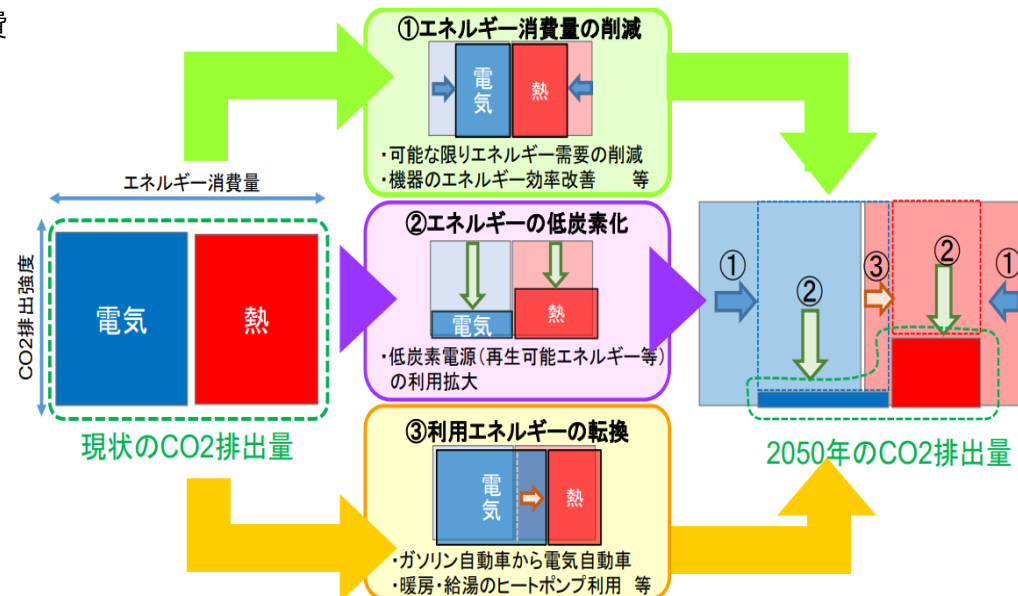 費
①エネルギー消費量の削減
電気
熱
・可能な限りエネルギー需要の削減
・機器のエネルギー効率改善 等
エネルギー消費量
CO2排出強度
電気
熱
現状のCO2排出量
②エネルギーの低炭素化
電気
熱
・低炭素電源(再生可能エネルギー等)
の利用拡大
③利用エネルギーの転換
電気
熱
・ガソリン自動車から電気自動車
・暖房・給湯のヒートポンプ利用 等
①
②
③
②
①
2050年のCO2排出量